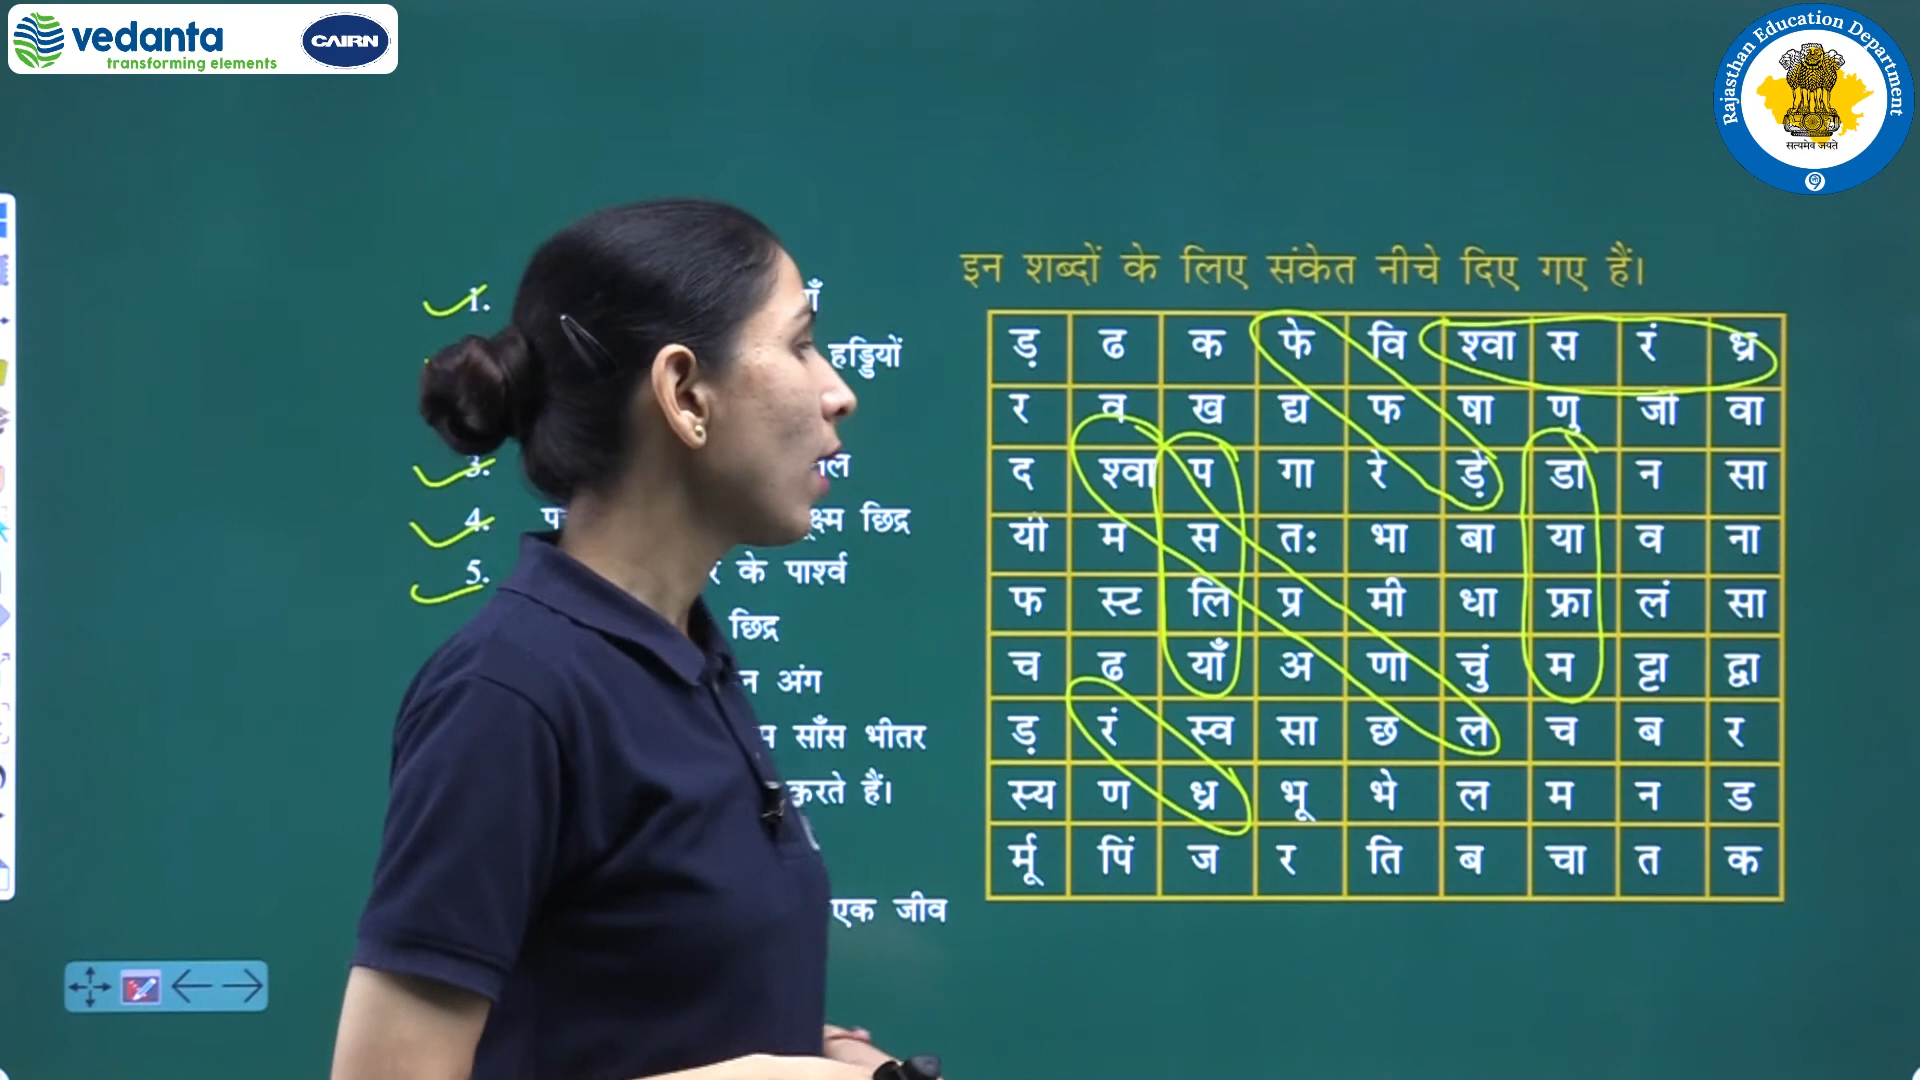 vedanta
transforming elements
CAIRN
Rajasthan Education Department
सत्यमेव जयते
इन शब्दों के लिए संकेत नीचे दिए गए हैं।
1.
हड्डियों
3.
4. छिद्र
5. के पार्श्व
छिद्र
अंग
साँस भीतर
करते हैं।
एक जीव
ड़ ढ क फे वि श्वा स रं ध्र
र व ख द्य फ षा णु जी वा
द श्वा प गा रे ड़े डा न सा
यी म स तः भा बा या व ना
फ स्ट लि प्र मी धा फ्रा लं सा
च ढ याँ अ णा चुं म ट्टा द्वा
ड़ रं स्व सा छ ल च ब र
स्य ण ध्र भू भे ल म न ड
र्मू पिं ज र ति ब चा त क